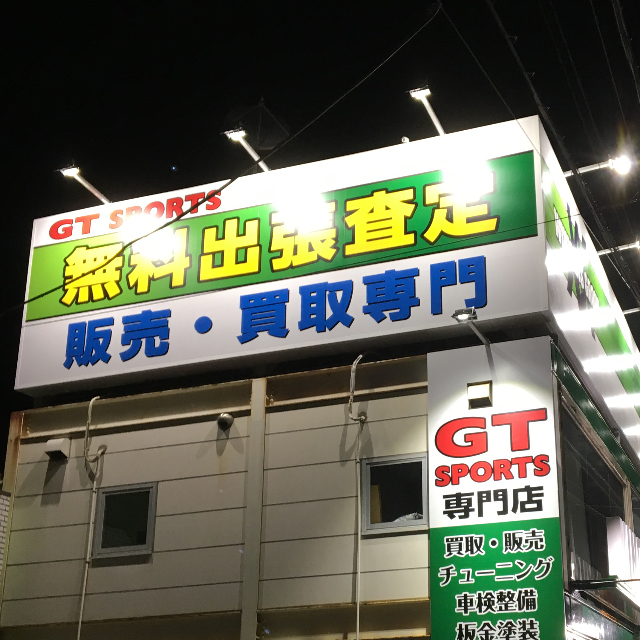 GT SPORTS
無料出張査定
販売・買取専門
GT
SPORTS
専門店
買取・販売
チューニング
車検整備
板金塗装